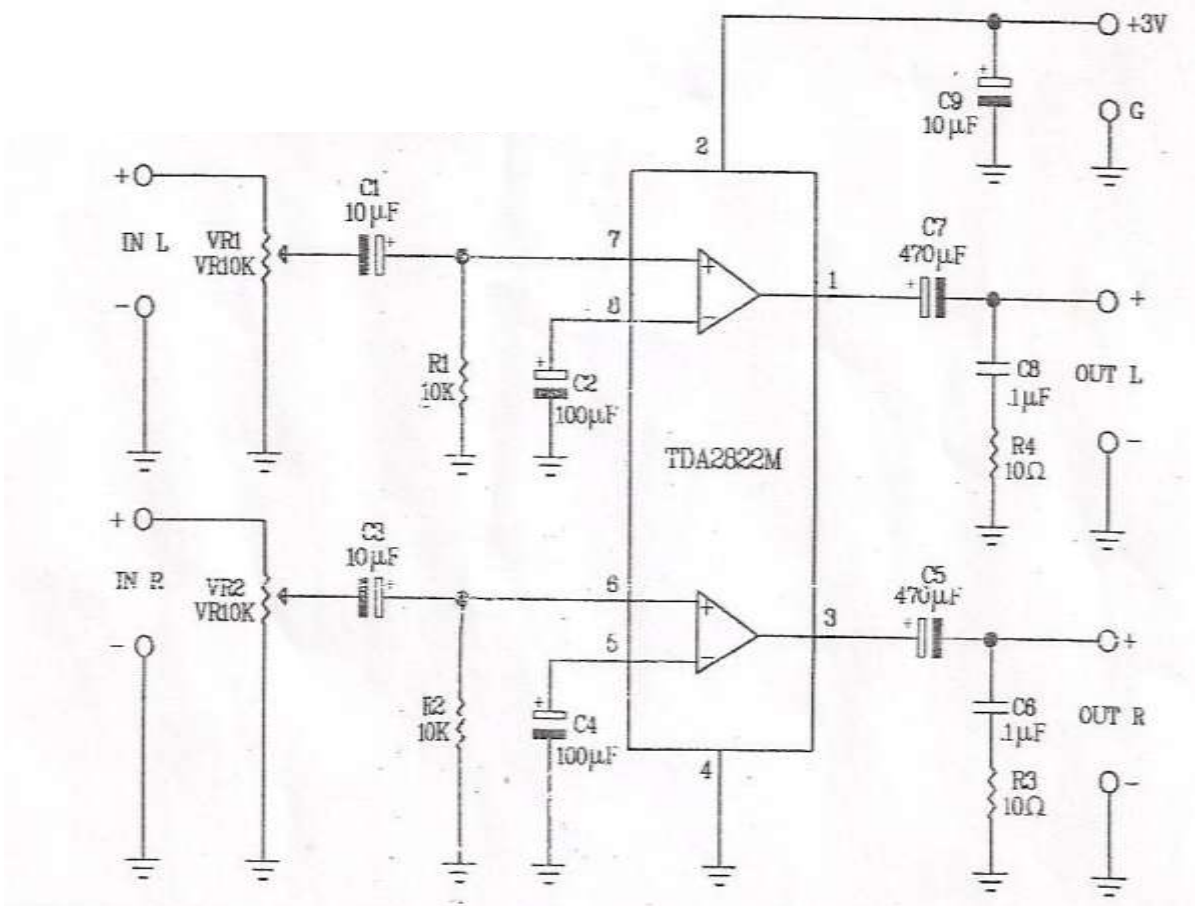 +3V
C9
10µF
G
2
+
IN L
-
VR1
VR10K
C1
10µF
+
7
8
+
-
1
C7
470µF
+
+
OUT L
-
R1
10K
+
C2
100µF
C8
.1µF
R4
10Ω
TDA2822M
+
IN R
-
VR2
VR10K
C3
10µF
+
6
5
+
-
3
C5
470µF
+
+
OUT R
-
R2
10K
+
C4
100µF
4
C6
.1µF
R3
10Ω